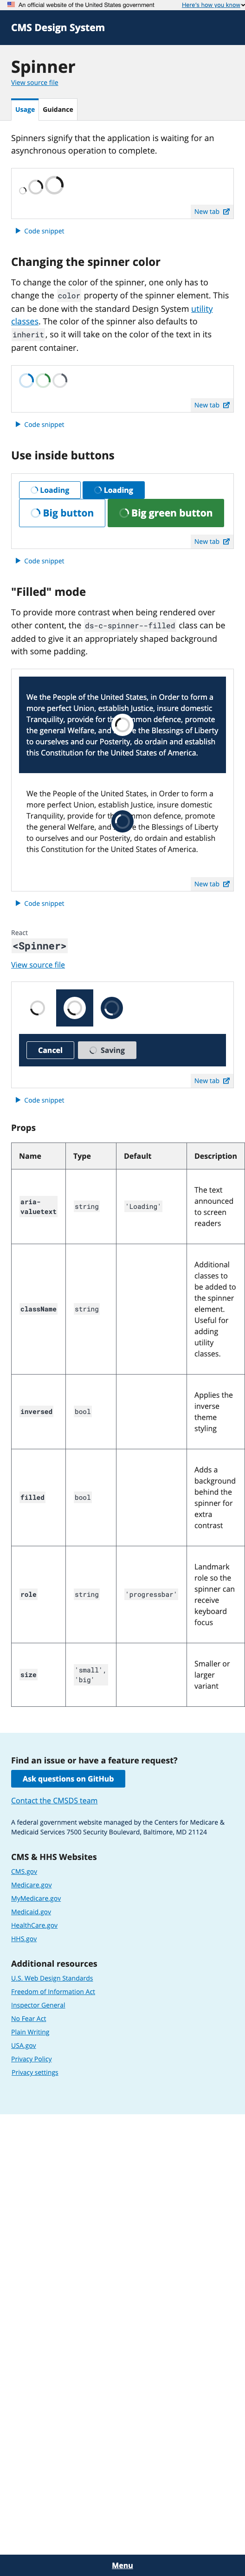 An official website of the United States government
Here's how you know
CMS Design System
Spinner
View source file
Usage
Guidance
Spinners signify that the application is waiting for an
asynchronous operation to complete.
New tab
Code snippet
Changing the spinner color
To change the color of the spinner, one only has to
change the color property of the spinner element. This
can be done with the standard Design System utility
classes. The color of the spinner also defaults to
inherit, so it will take on the color of the text in its
parent container.
New tab
Code snippet
Use inside buttons
Loading
Loading
Big button
Big green button
New tab
Code snippet
"Filled" mode
To provide more contrast when being rendered over
other content, the ds-c-spinner--filled class can be
added to give it an appropriately shaped background
with some padding.
We the People of the United States, in Order to form a
more perfect Union, establish Justice, insure domestic
Tranquility, provide for the common defence, promote
the general Welfare, and the Blessings of Liberty
to ourselves and our Posterity, do ordain and establish
this Constitution for the United States of America.
We the People of the United States, in Order to form a
more perfect Union, establish Justice, insure domestic
Tranquility, provide for the common defence, promote
the general Welfare, and the Blessings of Liberty
to ourselves and our Posterity, do ordain and establish
this Constitution for the United States of America.
New tab
Code snippet
React
<Spinner>
View source file
Cancel
Saving
New tab
Code snippet
Props
Name Type Default Description
aria-valuetext string 'Loading' The text announced to screen readers
className string Additional classes to be added to the spinner element. Useful for adding utility classes.
inversed bool Applies the inverse theme styling
filled bool Adds a background behind the spinner for extra contrast
role string 'progressbar' Landmark role so the spinner can receive keyboard focus
size 'small', 'big' Smaller or larger variant
Find an issue or have a feature request?
Ask questions on GitHub
Contact the CMSDS team
A federal government website managed by the Centers for Medicare &
Medicaid Services 7500 Security Boulevard, Baltimore, MD 21124
CMS & HHS Websites
CMS.gov
Medicare.gov
MyMedicare.gov
Medicaid.gov
HealthCare.gov
HHS.gov
Additional resources
U.S. Web Design Standards
Freedom of Information Act
Inspector General
No Fear Act
Plain Writing
USA.gov
Privacy Policy
Privacy settings
Menu